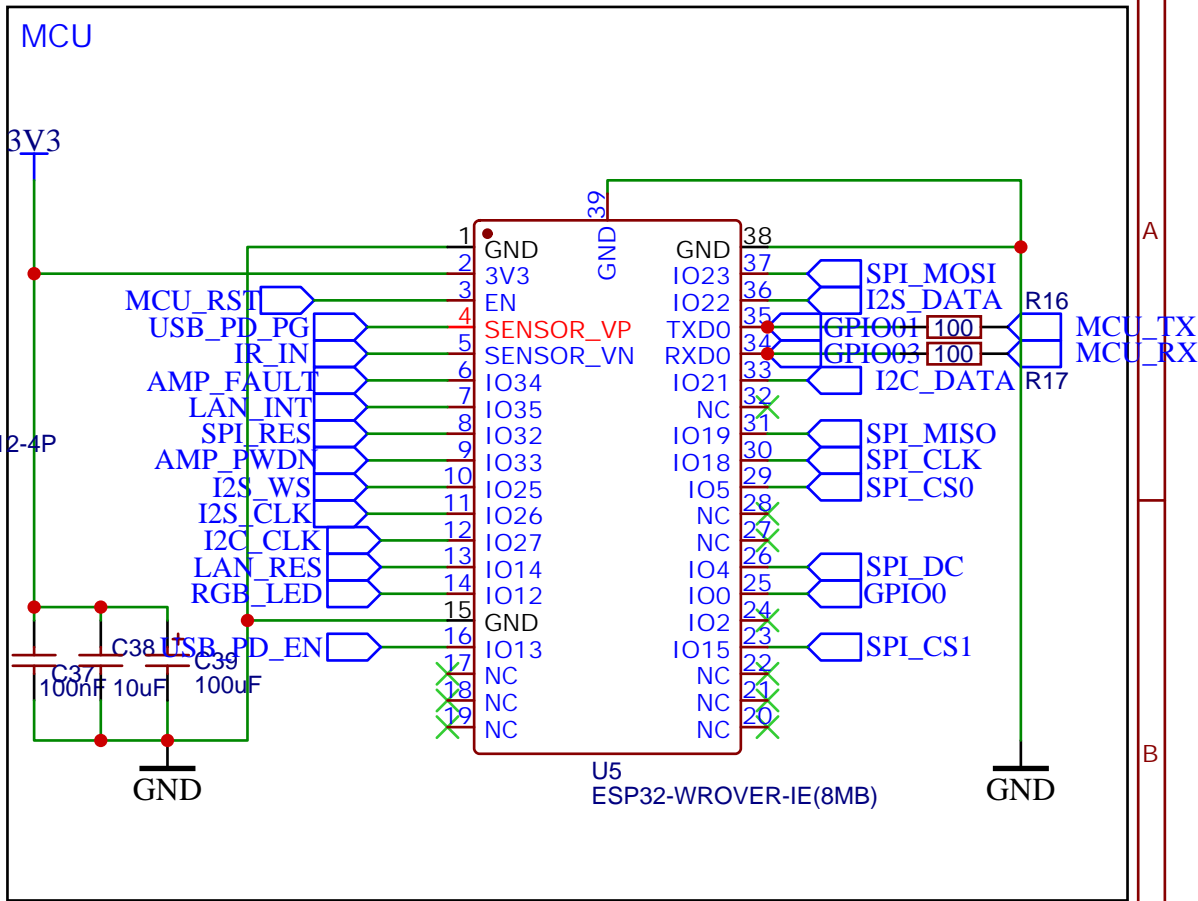 MCU
3V3
39
GND
A
1 GND GND 38
2 3V3 IO23 37 SPI_MOSI
MCU_RST 3 EN IO22 36 I2S_DATA R16
USB_PD_PG 4 SENSOR_VP TXD0 35 GPIO01 100 MCU_TX
IR_IN 5 SENSOR_VN RXD0 34 GPIO03 100 MCU_RX
AMP_FAULT 6 IO34 IO21 33 I2C_DATA R17
LAN_INT 7 IO35 NC 32
SPI_RES 8 IO32 IO19 31 SPI_MISO
12-4P
AMP_PWDN 9 IO33 IO18 30 SPI_CLK
I2S_WS 10 IO25 IO5 29 SPI_CS0
I2S_CLK 11 IO26 NC 28
I2C_CLK 12 IO27 NC 27
LAN_RES 13 IO14 IO4 26 SPI_DC
RGB_LED 14 IO12 IO0 25 GPIO0
15 GND IO2 24
USB_PD_EN 16 IO13 IO15 23 SPI_CS1
C38 + C39
C37
100nF 10uF 100uF
17 NC NC 22
18 NC NC 21
19 NC NC 20
B
GND
U5
ESP32-WROVER-IE(8MB)
GND